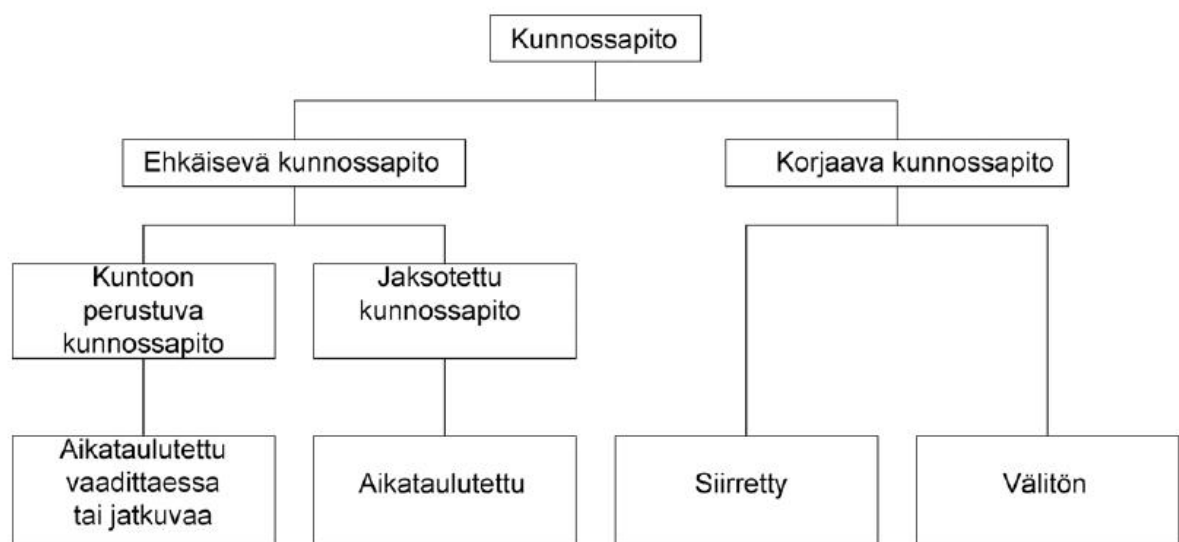 Kunnossapito
Ehkäisevä kunnossapito
Korjaava kunnossapito
Kuntoon
perustuva
kunnossapito
Jaksotettu
kunnossapito
Aikataulutettu
vaadittaessa
tai jatkuvaa
Aikataulutettu
Siirretty
Välitön